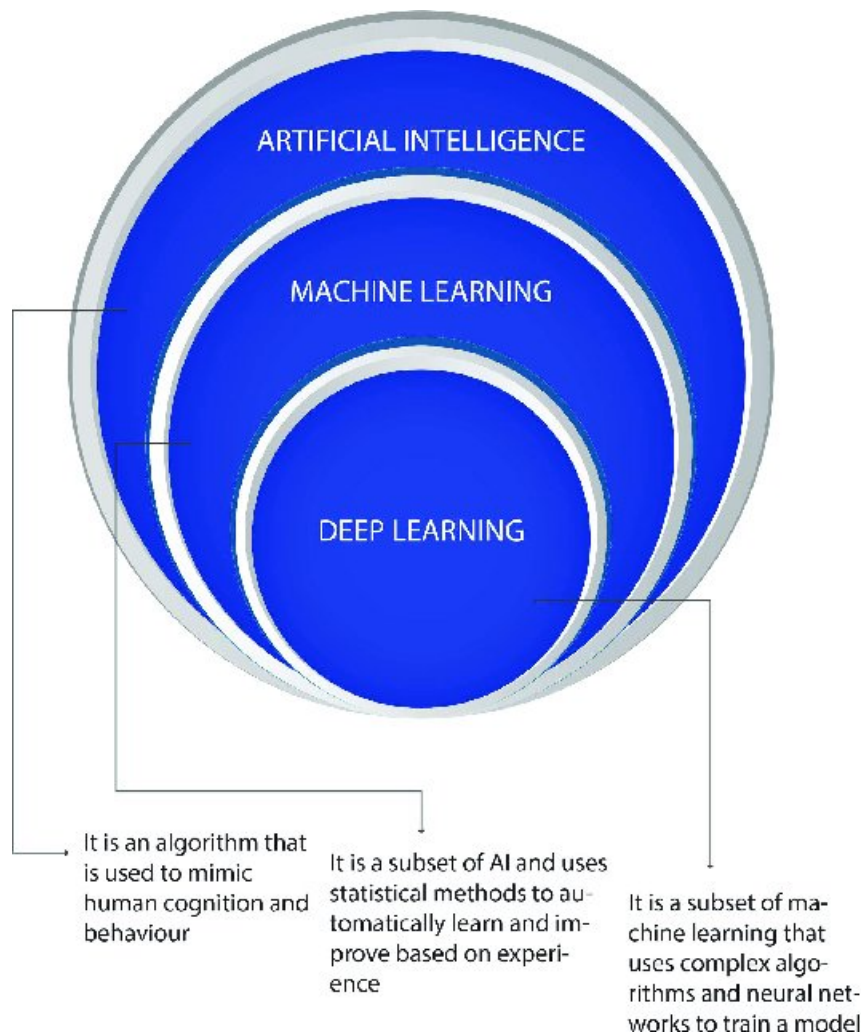 ARTIFICIAL INTELLIGENCE
MACHINE LEARNING
DEEP LEARNING
It is an algorithm that
is used to mimic
human cognition and
behaviour
It is a subset of AI and uses
statistical methods to au-
tomatically learn and im-
prove based on experi-
ence
It is a subset of ma-
chine learning that
uses complex algo-
rithms and neural net-
works to train a model